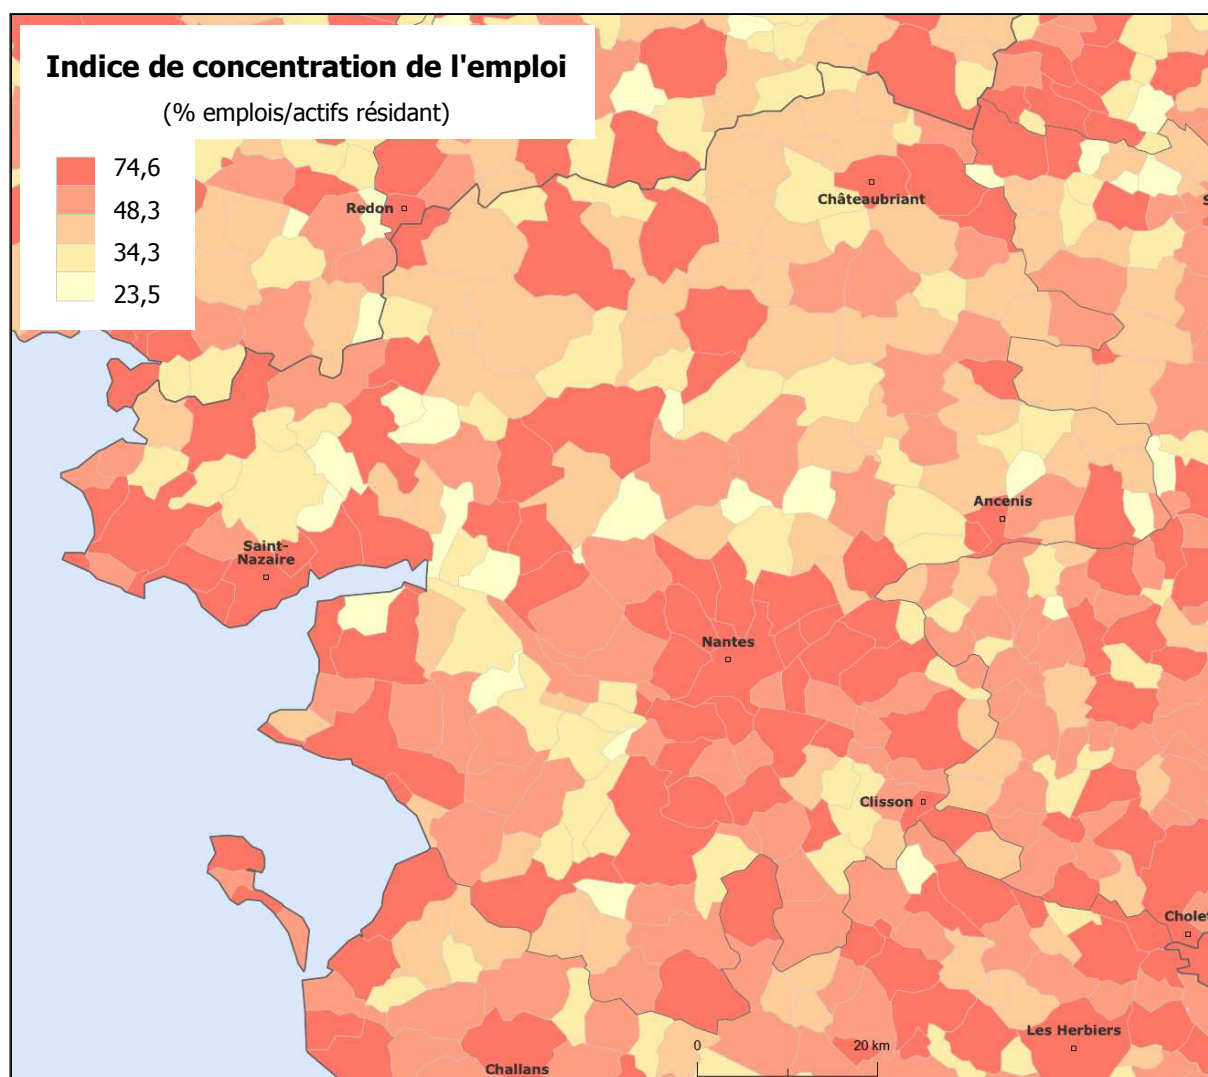 Indice de concentration de l'emploi
(% emplois/actifs résidant)
74,6
48,3
34,3
23,5
Redon
Châteaubriant
S
Ancenis
Saint-
Nazaire
Nantes
Clisson
Cholet
Les Herbiers
0
20 km
Challans